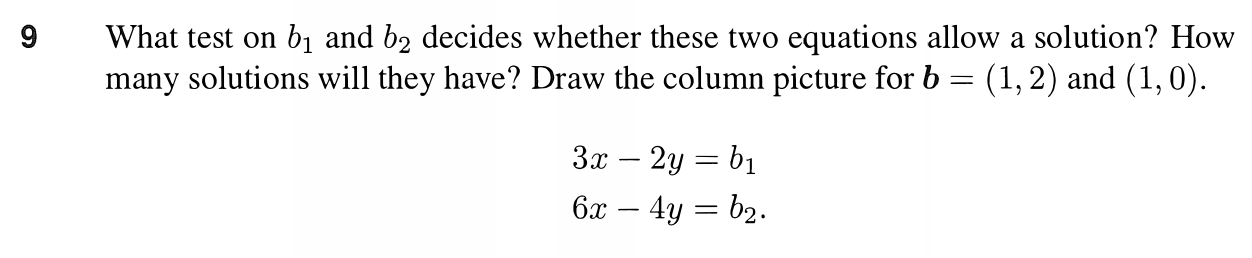 9 What test on b₁ and b₂ decides whether these two equations allow a solution? How
many solutions will they have? Draw the column picture for b = (1, 2) and (1, 0).
3x − 2y = b₁
6x − 4y = b₂.